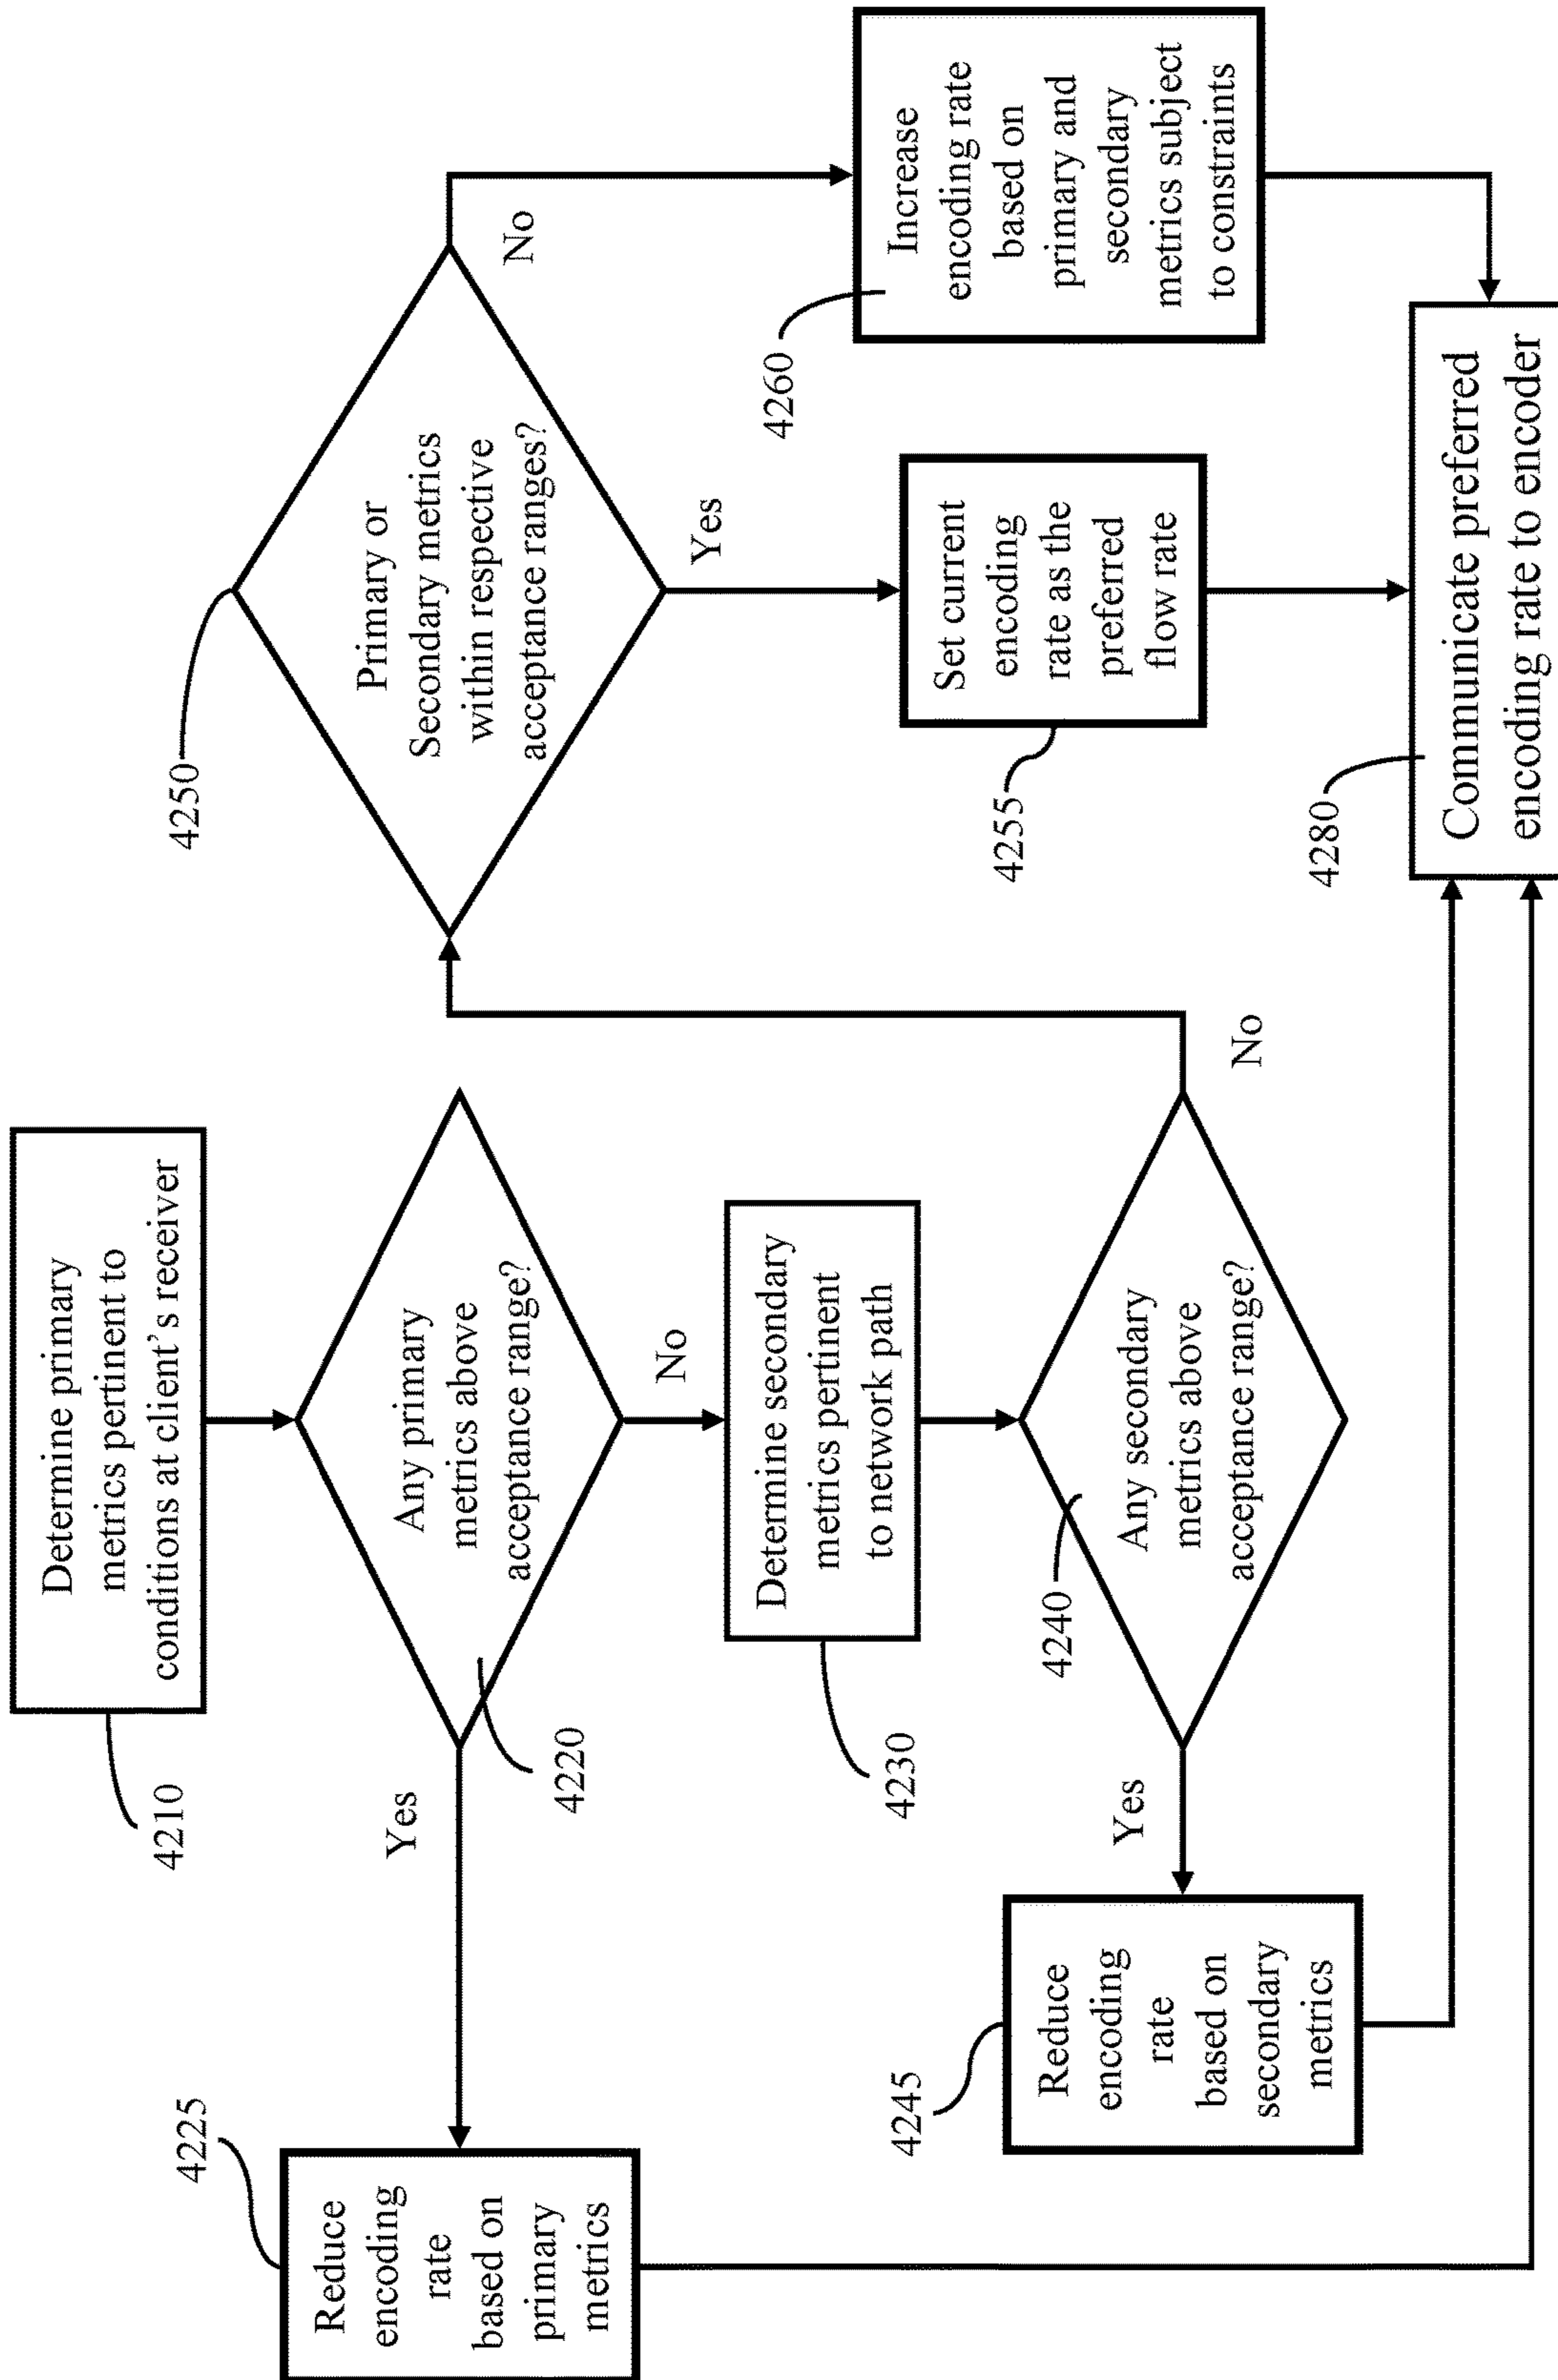 Determine primary
metrics pertinent to
conditions at client's receiver
4210
Any primary
metrics above
acceptance range?
4220
Yes
No
4225
Reduce
encoding
rate
based on
primary
metrics
Determine secondary
metrics pertinent
to network path
4230
Any secondary
metrics above
acceptance range?
4240
Yes
No
4245
Reduce
encoding
rate
based on
secondary
metrics
4250
Primary or
Secondary metrics
within respective
acceptance ranges?
No
Yes
4255
Set current
encoding
rate as the
preferred
flow rate
4260
Increase
encoding rate
based on
primary and
secondary
metrics subject
to constraints
4280
Communicate preferred
encoding rate to encoder